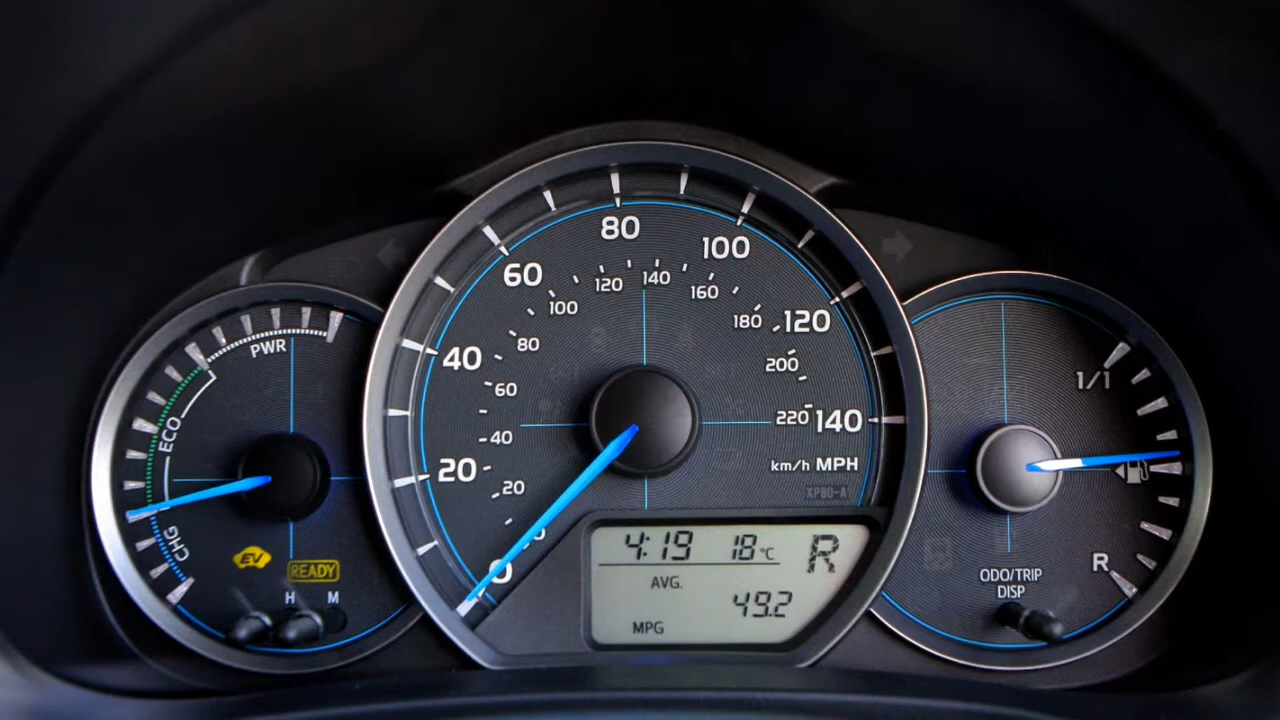 PWR
ECO
CHG
EV
READY
H M
0
20
40
60
80
100
120
140
20
40
60
80
100
120
140
160
180
200
220
km/h MPH
XP80-A
4:19 18°C R
AVG.
49.2
MPG
1/1
R
ODO/TRIP
DISP